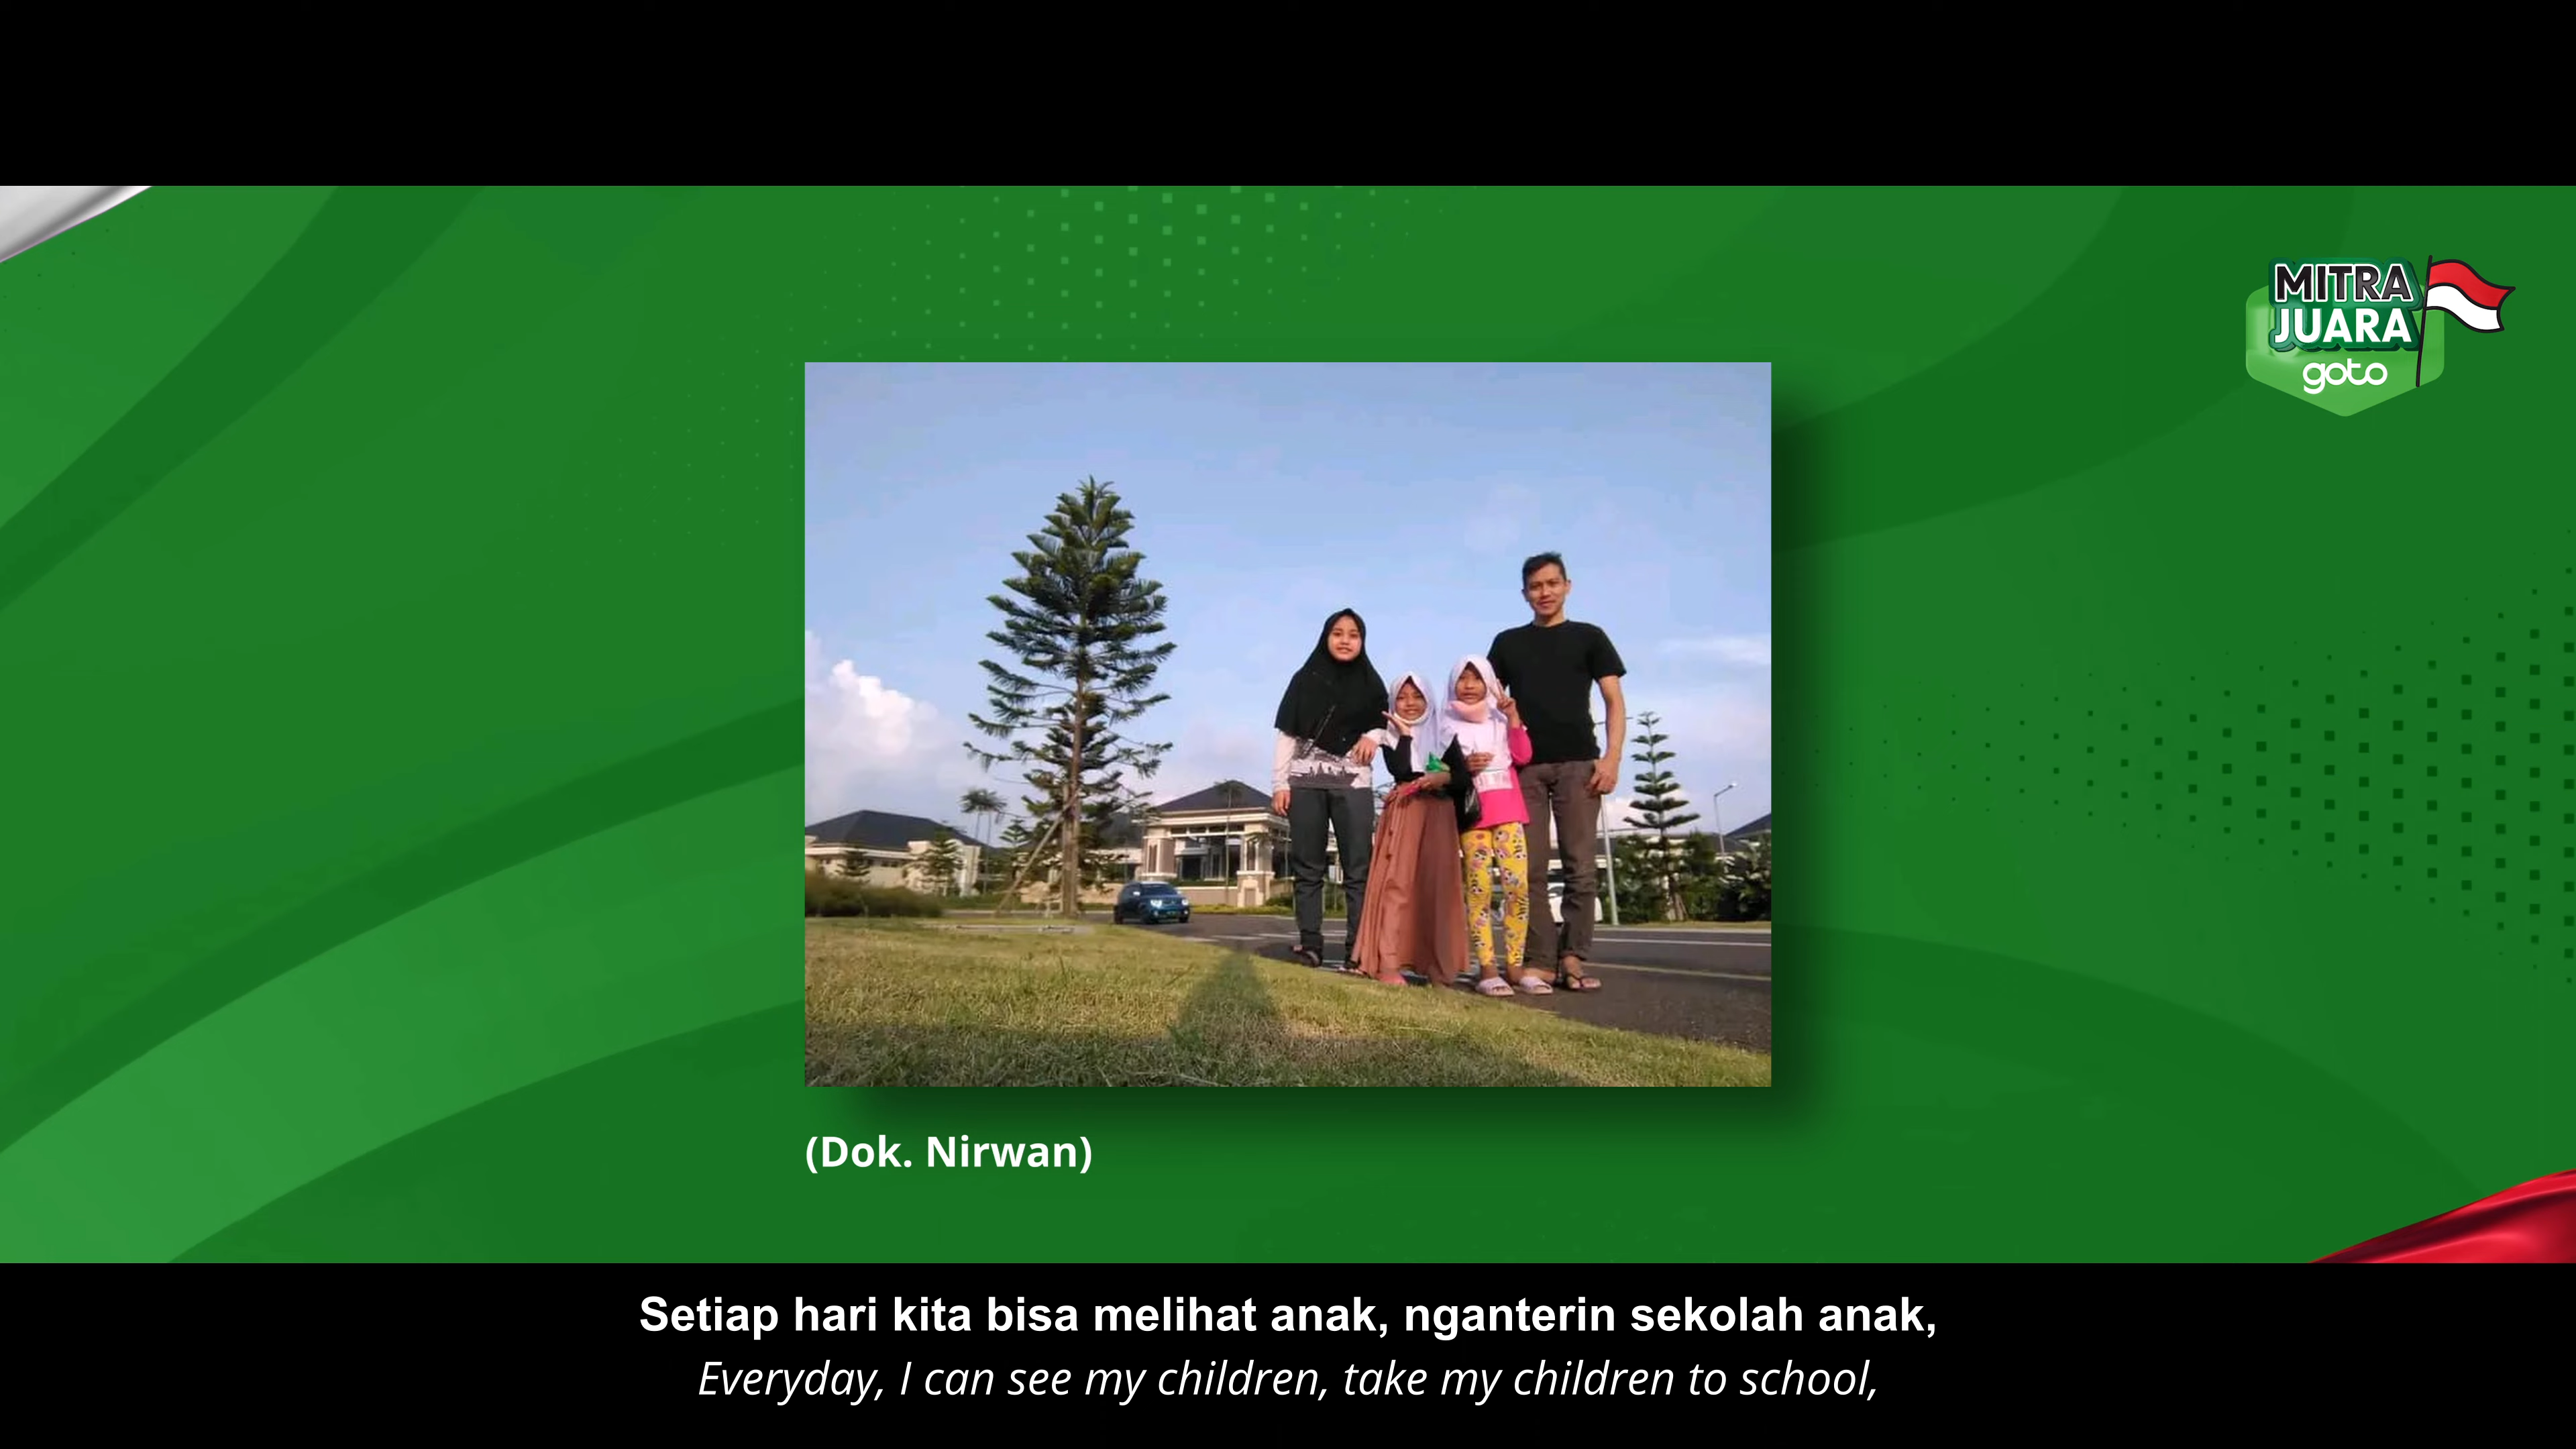 MITRA
JUARA
goto
(Dok. Nirwan)
Setiap hari kita bisa melihat anak, nganterin sekolah anak,
Everyday, I can see my children, take my children to school,